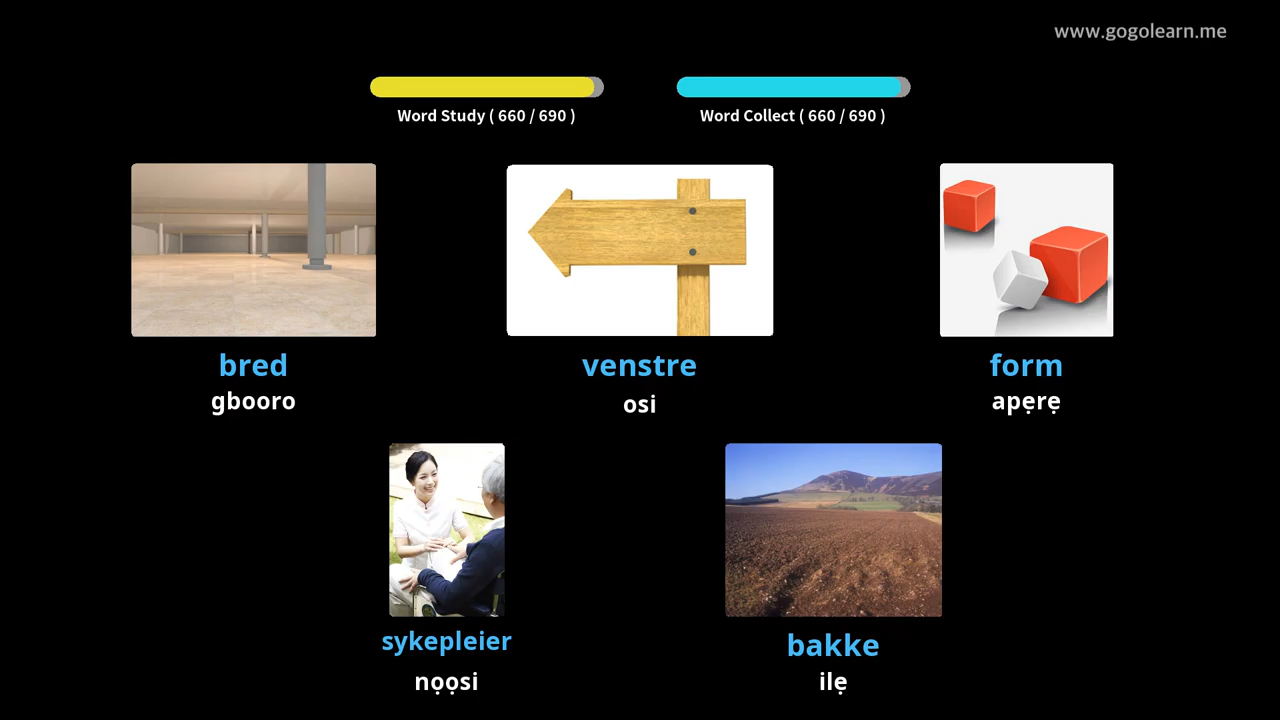 www.gogolearn.me
Word Study ( 660 / 690 )
Word Collect ( 660 / 690 )
bred
gbooro
venstre
osi
form
apẹrẹ
sykepleier
nọọsi
bakke
ilẹ